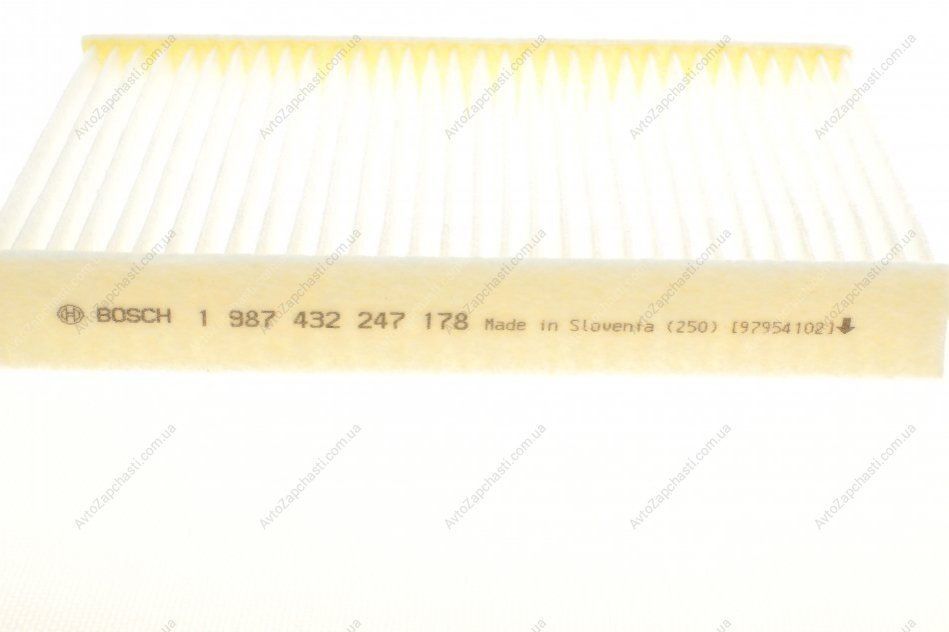 BOSCH 1 987 432 247 178 Made in Slovenia (250) [97954102]
AvtoZapchasti.com.ua